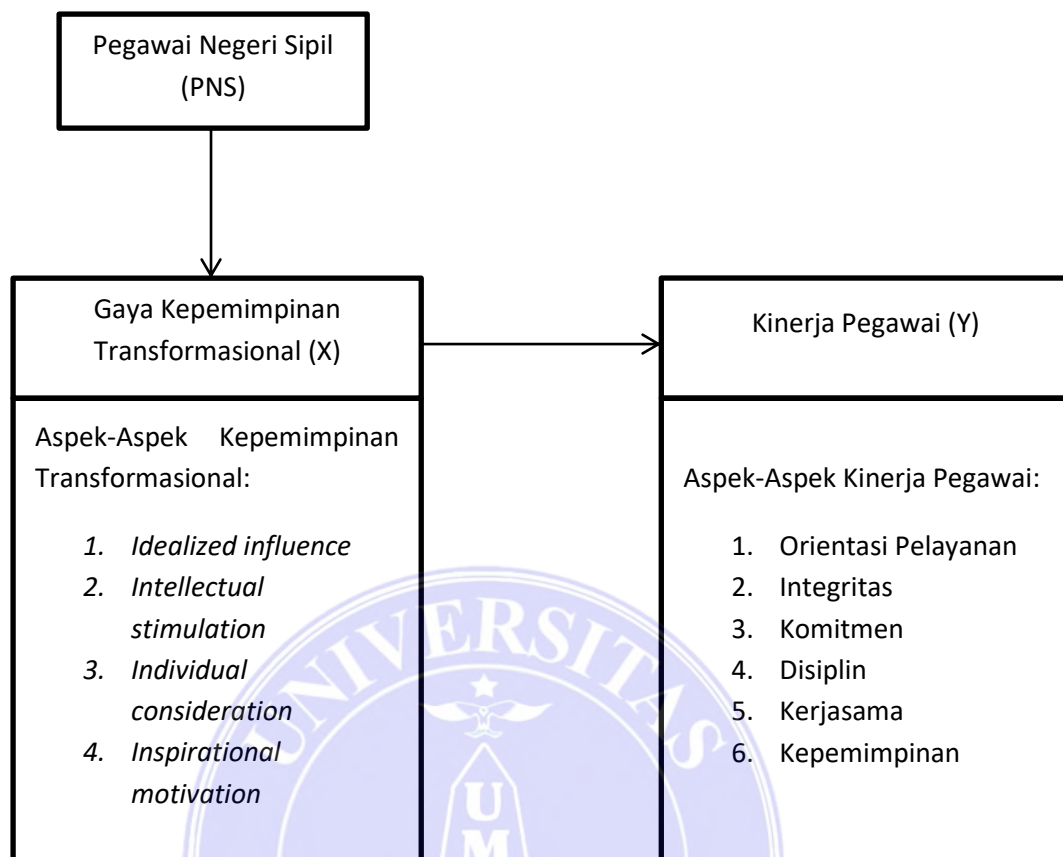 Pegawai Negeri Sipil
(PNS)
Gaya Kepemimpinan
Transformasional (X)
Kinerja Pegawai (Y)
Aspek-Aspek Kepemimpinan
Transformasional:
1. Idealized influence
2. Intellectual
stimulation
3. Individual
consideration
4. Inspirational
motivation
Aspek-Aspek Kinerja Pegawai:
1. Orientasi Pelayanan
2. Integritas
3. Komitmen
4. Disiplin
5. Kerjasama
6. Kepemimpinan
UNIVERSITAS
U
M